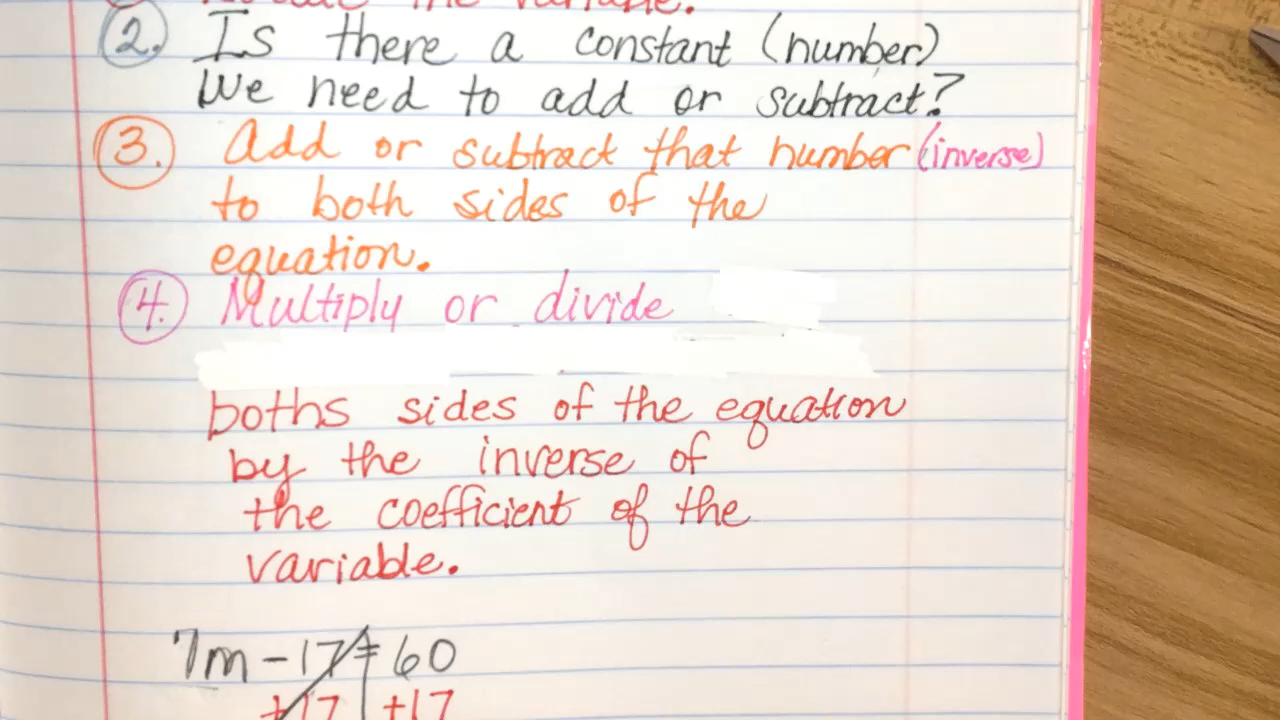 the variable.
2. Is there a constant (number)
We need to add or subtract?
3. Add or subtract that number (inverse)
to both sides of the
equation.
4. Multiply or divide
boths sides of the equation
by the inverse of
the coefficient of the
variable.
7m - 17 = 60
+17 +17